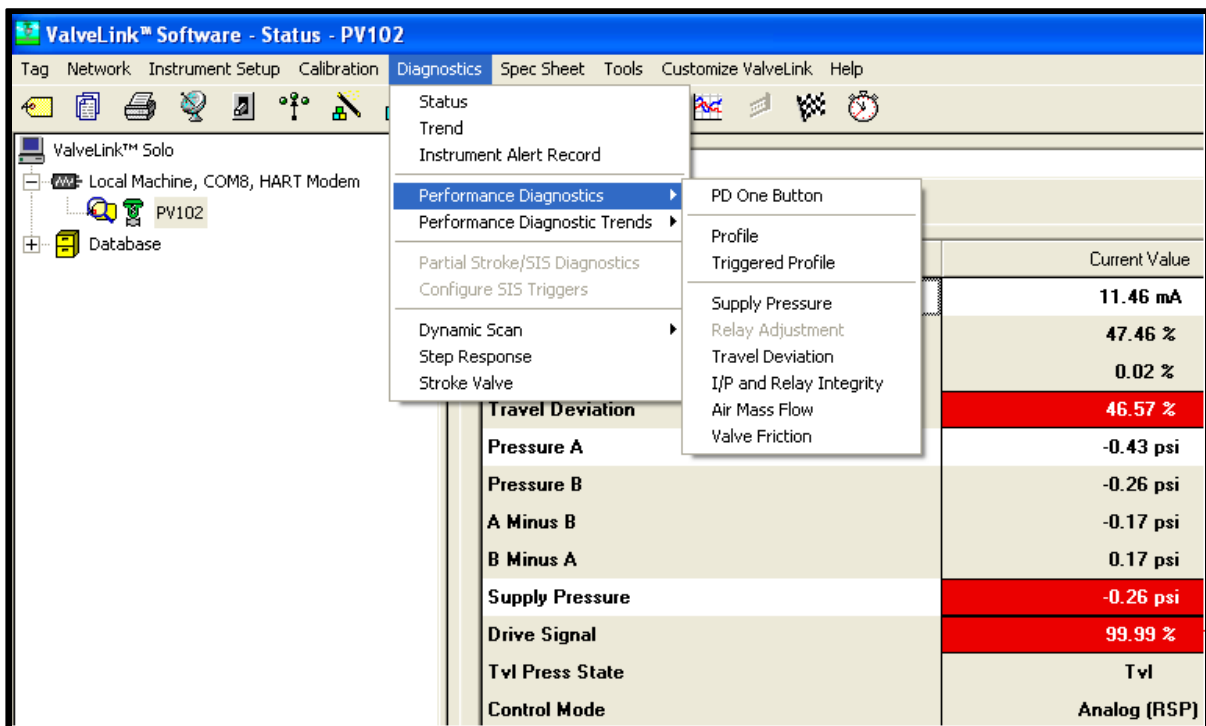 ValveLink™ Software - Status - PV102
Tag Network Instrument Setup Calibration Diagnostics Spec Sheet Tools Customize ValveLink Help
ValveLink™ Solo
Local Machine, COM8, HART Modem
PV102
Database
Status
Trend
Instrument Alert Record
Performance Diagnostics
Performance Diagnostic Trends
Partial Stroke/SIS Diagnostics
Configure SIS Triggers
Dynamic Scan
Step Response
Stroke Valve
PD One Button
Profile
Triggered Profile
Supply Pressure
Relay Adjustment
Travel Deviation
I/P and Relay Integrity
Air Mass Flow
Valve Friction
Current Value
11.46 mA
47.46 %
0.02 %
Travel Deviation 46.57 %
Pressure A -0.43 psi
Pressure B -0.26 psi
A Minus B -0.17 psi
B Minus A 0.17 psi
Supply Pressure -0.26 psi
Drive Signal 99.99 %
Tvl Press State Tvl
Control Mode Analog (RSP)